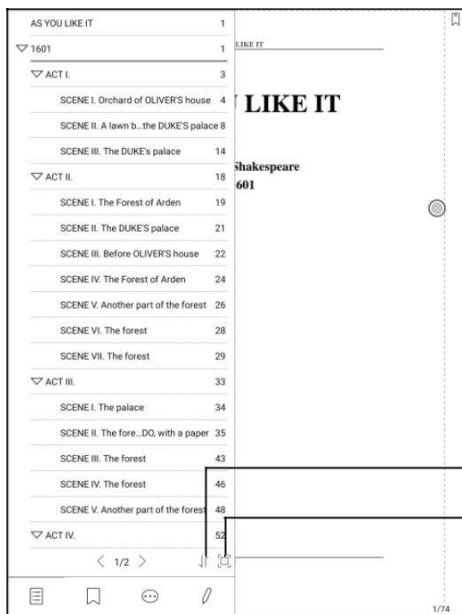 AS YOU LIKE IT 1
1601 1
ACT I. 3
SCENE I. Orchard of OLIVER'S house 4
SCENE II. A lawn b...the DUKE'S palace 8
SCENE III. The DUKE's palace 14
ACT II. 18
SCENE I. The Forest of Arden 19
SCENE II. The DUKE'S palace 21
SCENE III. Before OLIVER'S house 22
SCENE IV. The Forest of Arden 24
SCENE V. Another part of the forest 26
SCENE VI. The forest 28
SCENE VII. The forest 29
ACT III. 33
SCENE I. The palace 34
SCENE II. The fore...DO, with a paper 35
SCENE III. The forest 43
SCENE IV. The forest 46
SCENE V. Another part of the forest 48
ACT IV. 52
1/2
LIKE IT
LIKE IT
Shakespeare
601
1/74